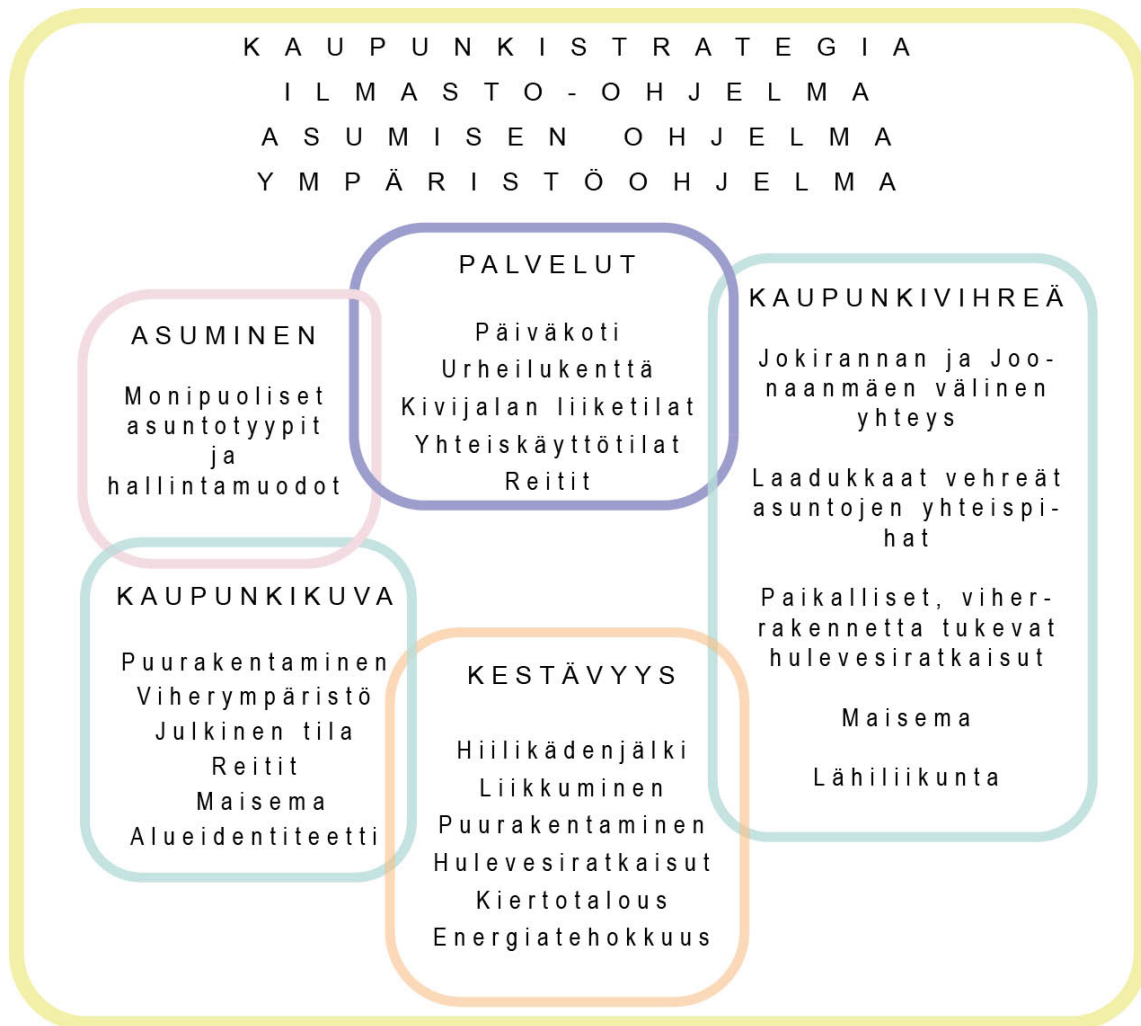 KAUPUNKISTRATEGIA
ILMASTO-OHJELMA
ASUMISEN OHJELMA
YMPÄRISTÖOHJELMA
PALVELUT
Päiväkoti
Urheilukenttä
Kivijalan liiketilat
Yhteiskäyttötilat
Reitit
ASUMINEN
Monipuoliset
asuntotyypit
ja
hallintamuodot
KAUPUNKIVIHREÄ
Jokirannan ja Joo-
naanmäen välinen
yhteys
Laadukkaat vehreät
asuntojen yhteispi-
hat
Paikalliset, viher-
rakennetta tukevat
hulevesiratkaisut
Maisema
Lähiliikunta
KAUPUNKIKUVA
Puurakentaminen
Viherympäristö
Julkinen tila
Reitit
Maisema
Alueidentiteetti
KESTÄVYYS
Hiilikädenjälki
Liikkuminen
Puurakentaminen
Hulevesiratkaisut
Kiertotalous
Energiatehokkuus